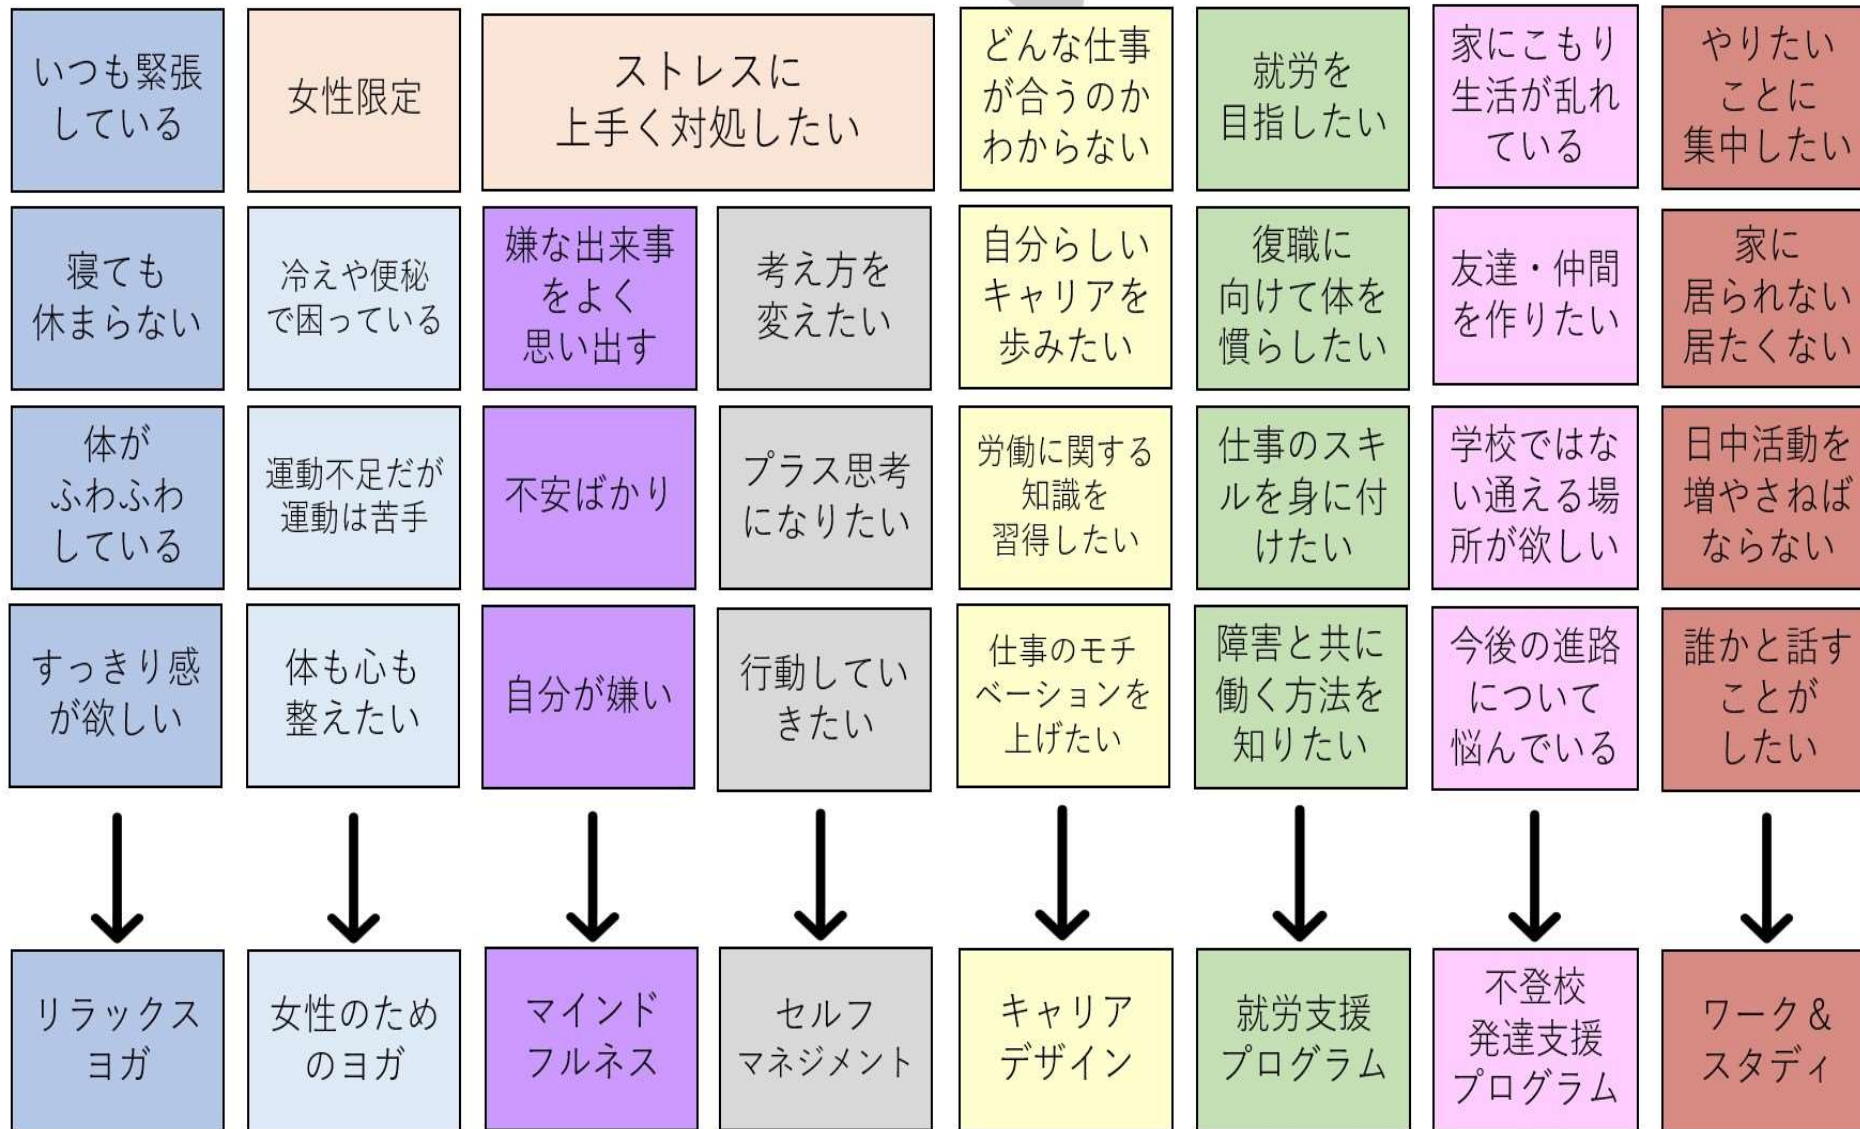 いつも緊張
している
女性限定
ストレスに
上手く対処したい
どんな仕事
が合うのか
わからない
就労を
目指したい
家にこもり
生活が乱れ
ている
やりたい
ことに
集中したい
寝ても
休まらない
冷えや便秘
で困っている
嫌な出来事
をよく
思い出す
考え方を
変えたい
自分らしい
キャリアを
歩みたい
復職に
向けて体を
慣らしたい
友達・仲間
を作りたい
家に
居られない
居たくない
体が
ふわふわ
している
運動不足だが
運動は苦手
不安ばかり
プラス思考
になりたい
労働に関する
知識を
習得したい
仕事のスキ
ルを身に付
けたい
学校ではな
い通える場
所が欲しい
日中活動を
増やさねば
ならない
すっきり感
が欲しい
体も心も
整えたい
自分が嫌い
行動してい
きたい
仕事のモチ
ベーションを
上げたい
障害と共に
働く方法を
知りたい
今後の進路
について
悩んでいる
誰かと話す
ことが
したい
リラックス
ヨガ
女性のため
のヨガ
マインド
フルネス
セルフ
マネジメント
キャリア
デザイン
就労支援
プログラム
不登校
発達支援
プログラム
ワーク＆
スタディ